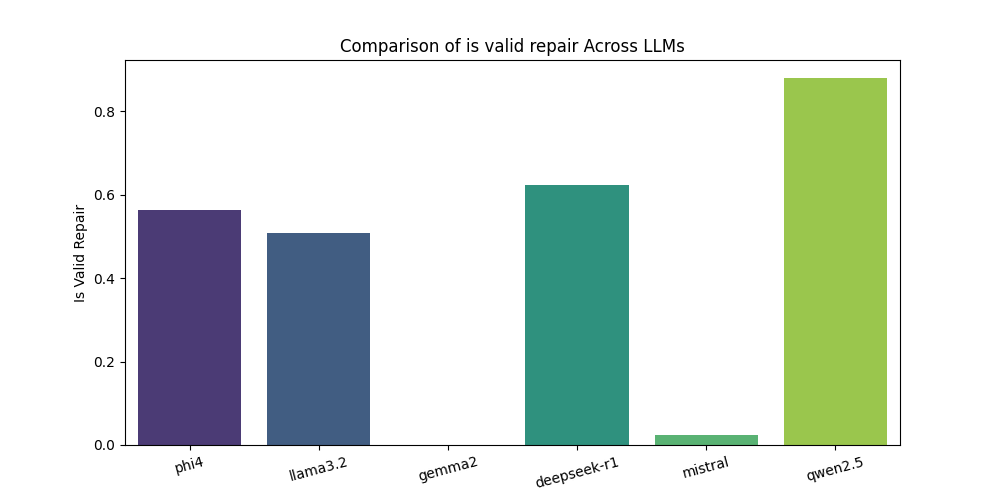 Comparison of is valid repair Across LLMs
Is Valid Repair
0.8
0.6
0.4
0.2
0.0
phi4
llama3.2
gemma2
deepseek-r1
mistral
qwen2.5